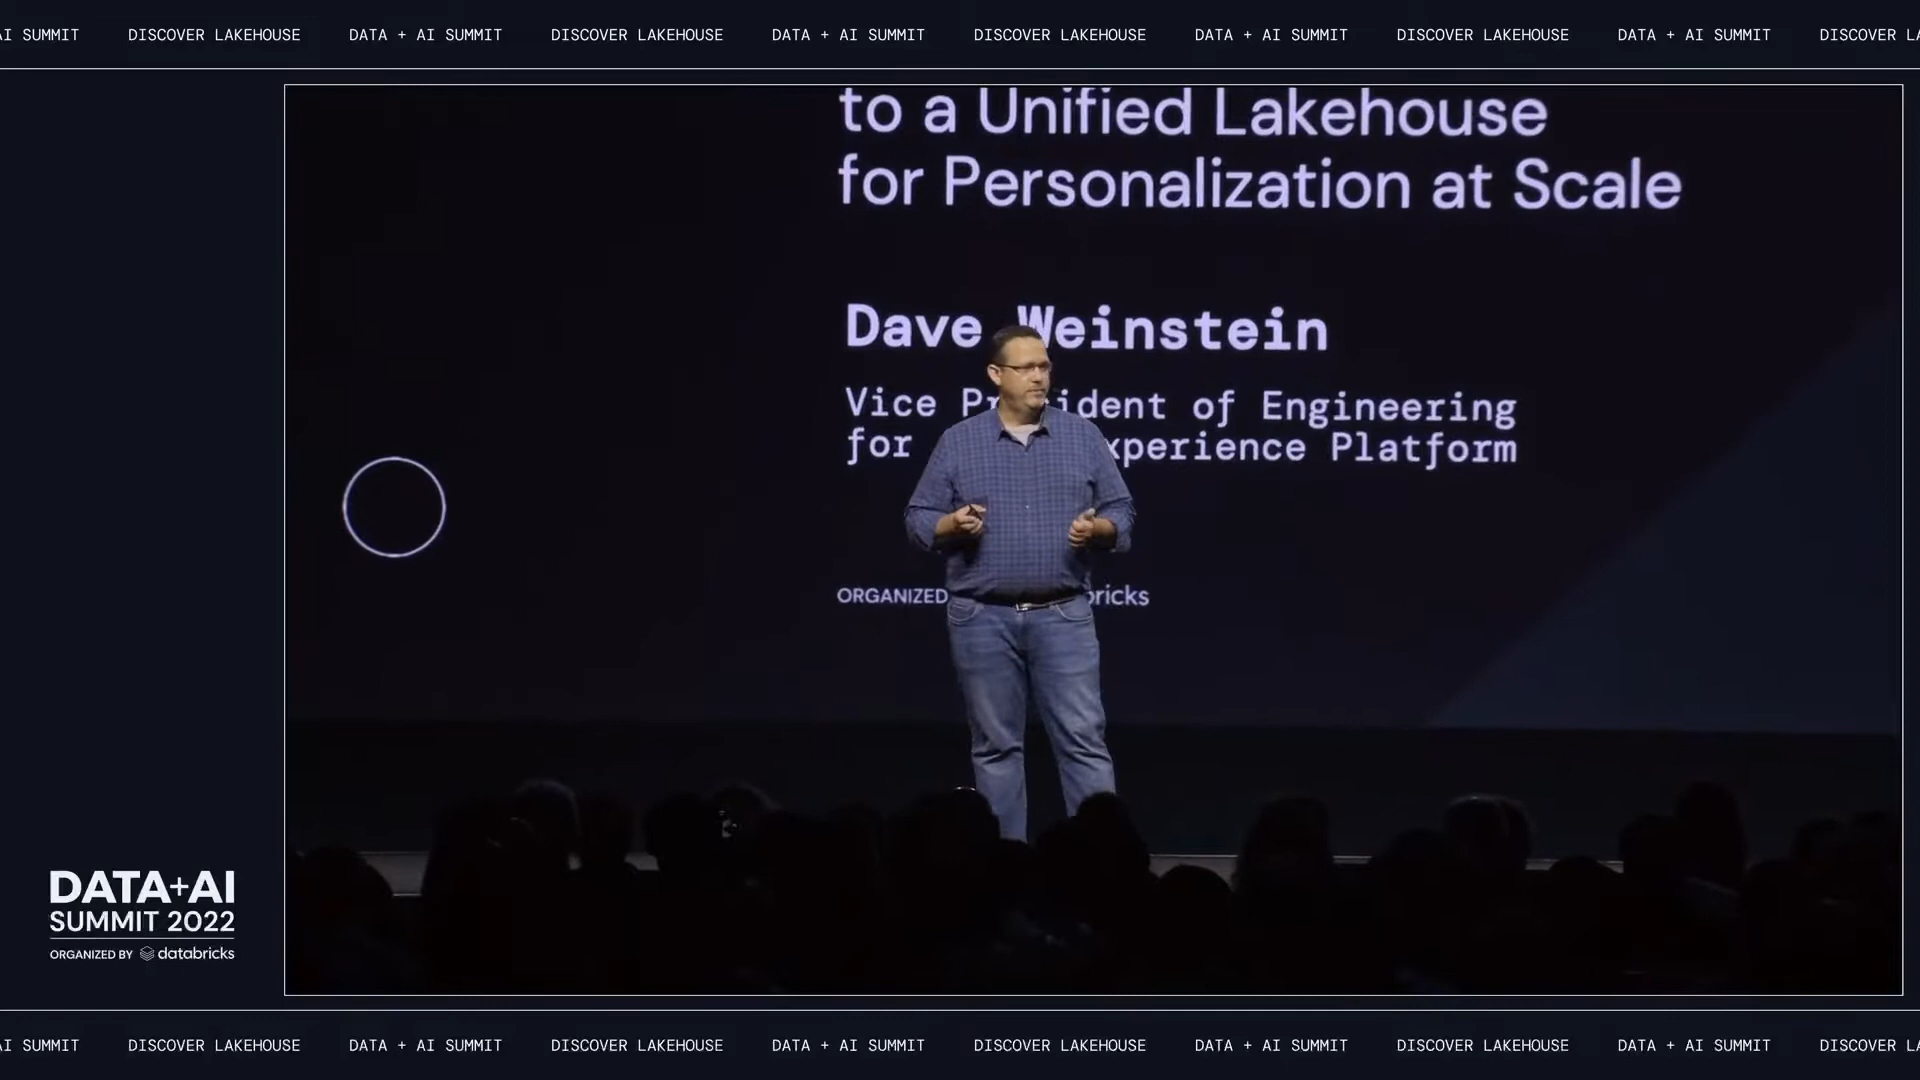 AI SUMMIT DISCOVER LAKEHOUSE DATA + AI SUMMIT DISCOVER LAKEHOUSE DATA + AI SUMMIT DISCOVER LAKEHOUSE DATA + AI SUMMIT DISCOVER LAKEHOUSE DATA + AI SUMMIT DISCOVER
to a Unified Lakehouse
for Personalization at Scale
Dave Weinstein
Vice President of Engineering
for Platform
ORGANIZED
DATA+AI
SUMMIT 2022
ORGANIZED BY databricks
AI SUMMIT DISCOVER LAKEHOUSE DATA + AI SUMMIT DISCOVER LAKEHOUSE DATA + AI SUMMIT DISCOVER LAKEHOUSE DATA + AI SUMMIT DISCOVER LAKEHOUSE DATA + AI SUMMIT DISCOVER